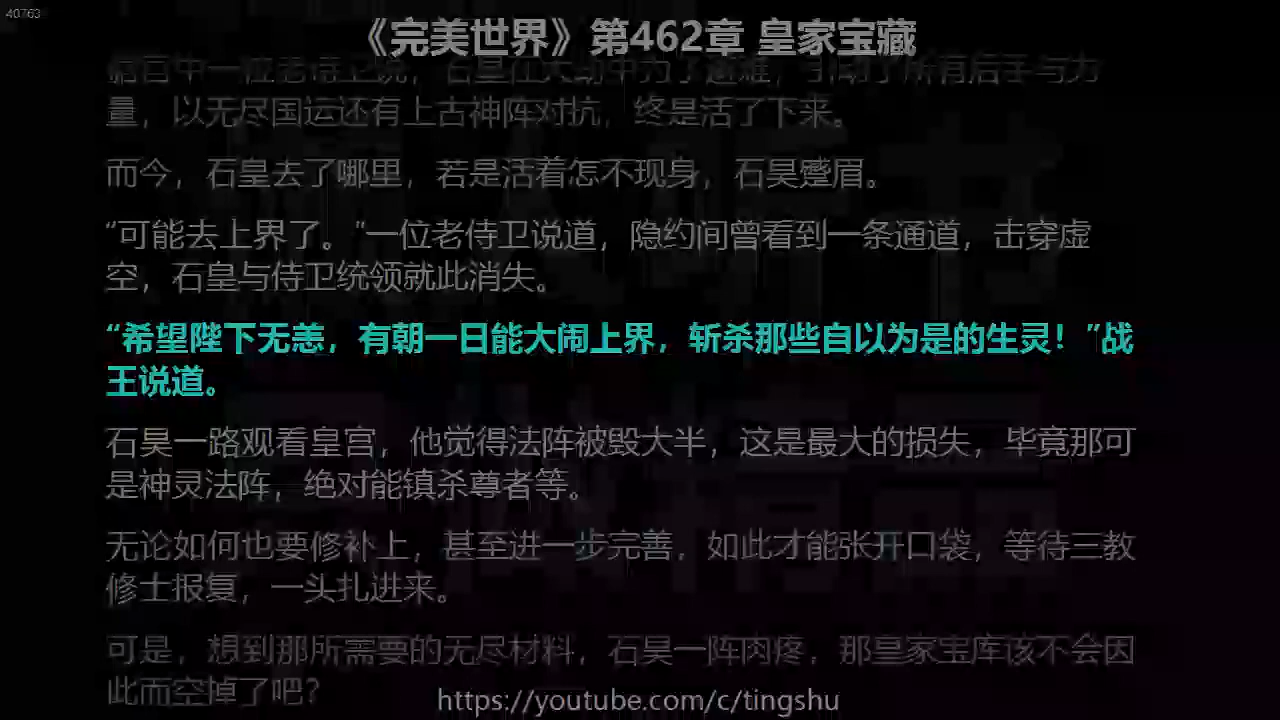 40763
《完美世界》第462章 皇家宝藏
量，以无尽国运还有上古神阵对抗，终是活了下来。
而今，石皇去了哪里，若是活着怎不现身，石昊蹙眉。
“可能去上界了。”一位老侍卫说道，隐约间曾看到一条通道，击穿虚
空，石皇与侍卫统领就此消失。
“希望陛下无恙，有朝一日能大闹上界，斩杀那些自以为是的生灵！”战
王说道。
石昊一路观看皇宫，他觉得法阵被毁大半，这是最大的损失，毕竟那可
是神灵法阵，绝对能镇杀尊者等。
无论如何也要修补上，甚至进一步完善，如此才能张开口袋，等待三教
修士报复，一头扎进来。
可是，想到那所需要的无尽材料，石昊一阵肉疼，那皇家宝库该不会因
此而空掉了吧？
https://youtube.com/c/tingshu